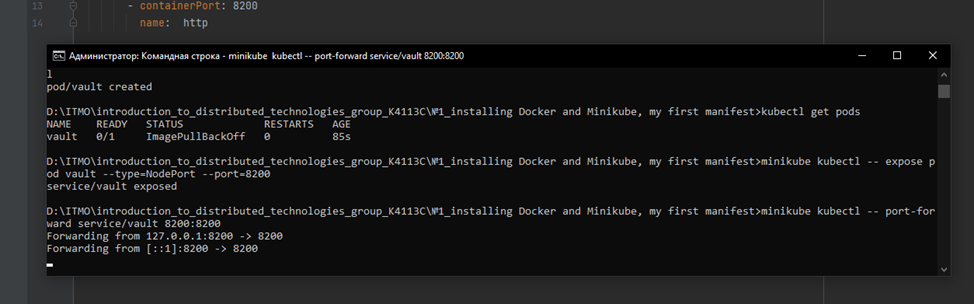 13 - containerPort: 8200
14 name: http
Администратор: Командная строка - minikube kubectl -- port-forward service/vault 8200:8200
l
pod/vault created
D:\ITMO\introduction_to_distributed_technologies_group_K4113C\№1_installing Docker and Minikube, my first manifest>kubectl get pods
NAME READY STATUS RESTARTS AGE
vault 0/1 ImagePullBackOff 0 85s
D:\ITMO\introduction_to_distributed_technologies_group_K4113C\№1_installing Docker and Minikube, my first manifest>minikube kubectl -- expose p
od vault --type=NodePort --port=8200
service/vault exposed
D:\ITMO\introduction_to_distributed_technologies_group_K4113C\№1_installing Docker and Minikube, my first manifest>minikube kubectl -- port-for
ward service/vault 8200:8200
Forwarding from 127.0.0.1:8200 -> 8200
Forwarding from [::1]:8200 -> 8200